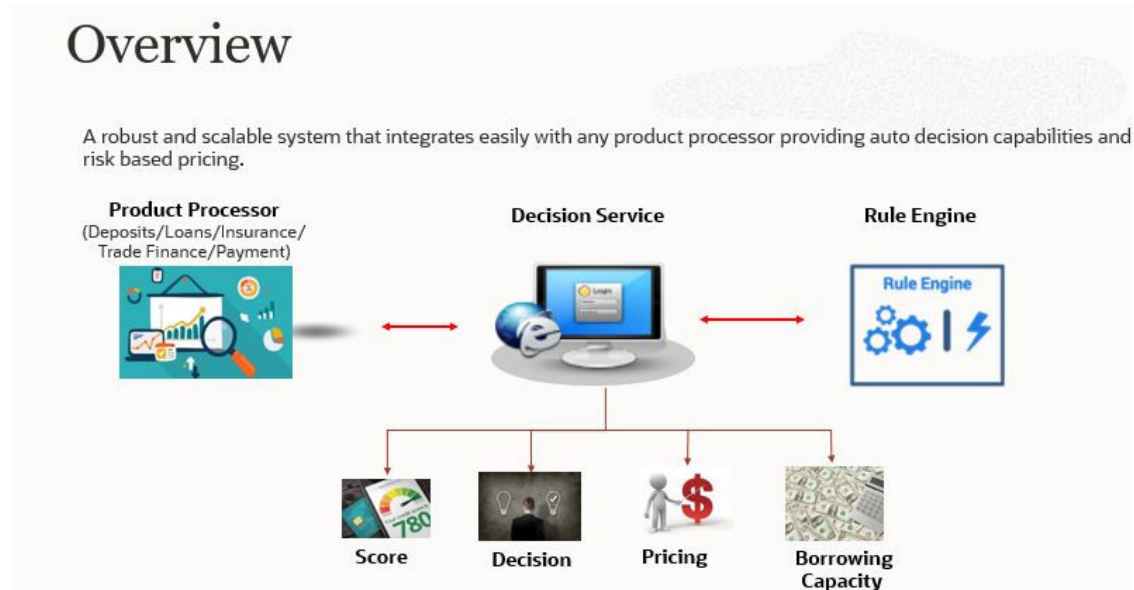 Overview
A robust and scalable system that integrates easily with any product processor providing auto decision capabilities and
risk based pricing.
Product Processor
(Deposits/Loans/Insurance/
Trade Finance/Payment)
Decision Service
Rule Engine
Login
Rule Engine
780
Score
Decision
Pricing
Borrowing
Capacity